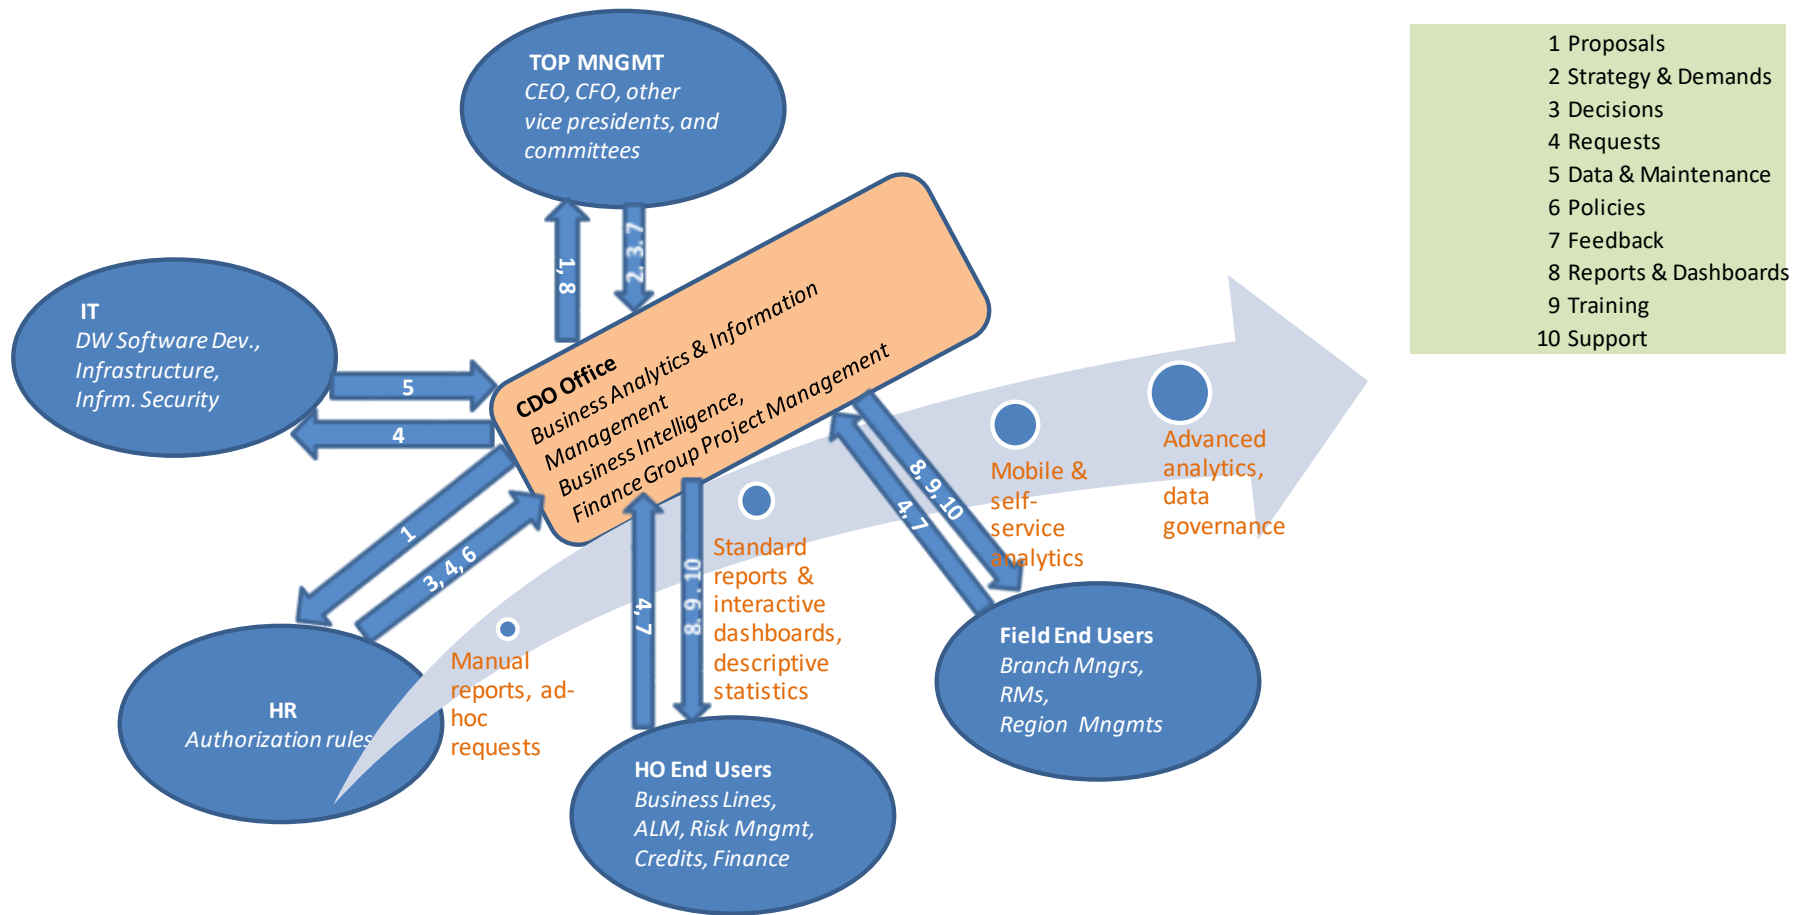 TOP MNGMT
CEO, CFO, other
vice presidents, and
committees
1 Proposals
2 Strategy & Demands
3 Decisions
4 Requests
5 Data & Maintenance
6 Policies
7 Feedback
8 Reports & Dashboards
9 Training
10 Support
1, 8
2, 3. 7
IT
DW Software Dev.,
Infrastructure,
Infrm. Security
5
4
CDO Office
Business Analytics & Information
Management
Business Intelligence,
Finance Group Project Management
1
3, 4, 6
4, 7
8. 9 . 10
8, 9, 10
4, 7
Manual
reports, ad-
hoc
requests
Standard
reports &
interactive
dashboards,
descriptive
statistics
Mobile &
self-
service
analytics
Advanced
analytics,
data
governance
HR
Authorization rules
HO End Users
Business Lines,
ALM, Risk Mngmt,
Credits, Finance
Field End Users
Branch Mngrs,
RMs,
Region Mngmts